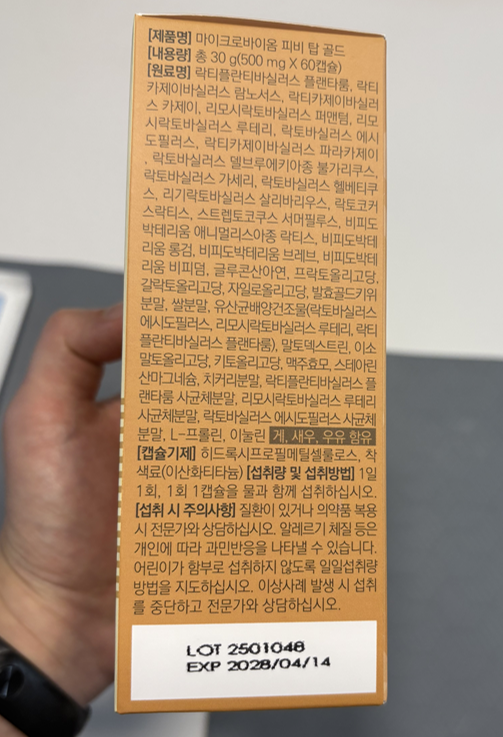 [제품명] 마이크로바이옴 피비 탑 골드
[내용량] 총 30 g(500 mg X 60캡슐)
[원료명] 락티플란티바실러스 플랜타룸, 락티
카제이바실러스 람노서스, 락티카제이바실러
스 카제이, 리모시락토바실러스 퍼멘텀, 리모
시락토바실러스 루테리, 락토바실러스 에시
도필러스, 락티카제이바실러스 파라카제이
, 락토바실러스 델브루에키아종 불가리쿠스,
락토바실러스 가세리, 락토바실러스 헬베티쿠
스, 리기락토바실러스 살리바리우스, 락토코커
스락티스, 스트렙토코쿠스 서머필루스, 비피도
박테리움 애니멀리스아종 락티스, 비피도박테
리움 롱검, 비피도박테리움 브레브, 비피도박테
리움 비피덤, 글루콘산아연, 프락토올리고당,
갈락토올리고당, 자일로올리고당, 발효골드키위
분말, 쌀분말, 유산균배양건조물(락토바실러스
에시도필러스, 리모시락토바실러스 루테리, 락티
플란티바실러스 플랜타룸), 말토덱스트린, 이소
말토올리고당, 키토올리고당, 맥주효모, 스테아린
산마그네슘, 치커리분말, 락티플란티바실러스 플
랜타룸 사균체분말, 리모시락토바실러스 루테리
사균체분말, 락토바실러스 에시도필러스 사균체
분말, L-프롤린, 이눌린 게, 새우, 우유 함유
[캡슐기제] 히드록시프로필메틸셀룰로스, 착
색료(이산화티타늄) [섭취량 및 섭취방법] 1일
1회, 1회 1캡슐을 물과 함께 섭취하십시오.
[섭취 시 주의사항] 질환이 있거나 의약품 복용
시 전문가와 상담하십시오. 알레르기 체질 등은
개인에 따라 과민반응을 나타낼 수 있습니다.
어린이가 함부로 섭취하지 않도록 일일섭취량
방법을 지도하십시오. 이상사례 발생 시 섭취
를 중단하고 전문가와 상담하십시오.
LOT 2501048
EXP 2028/04/14